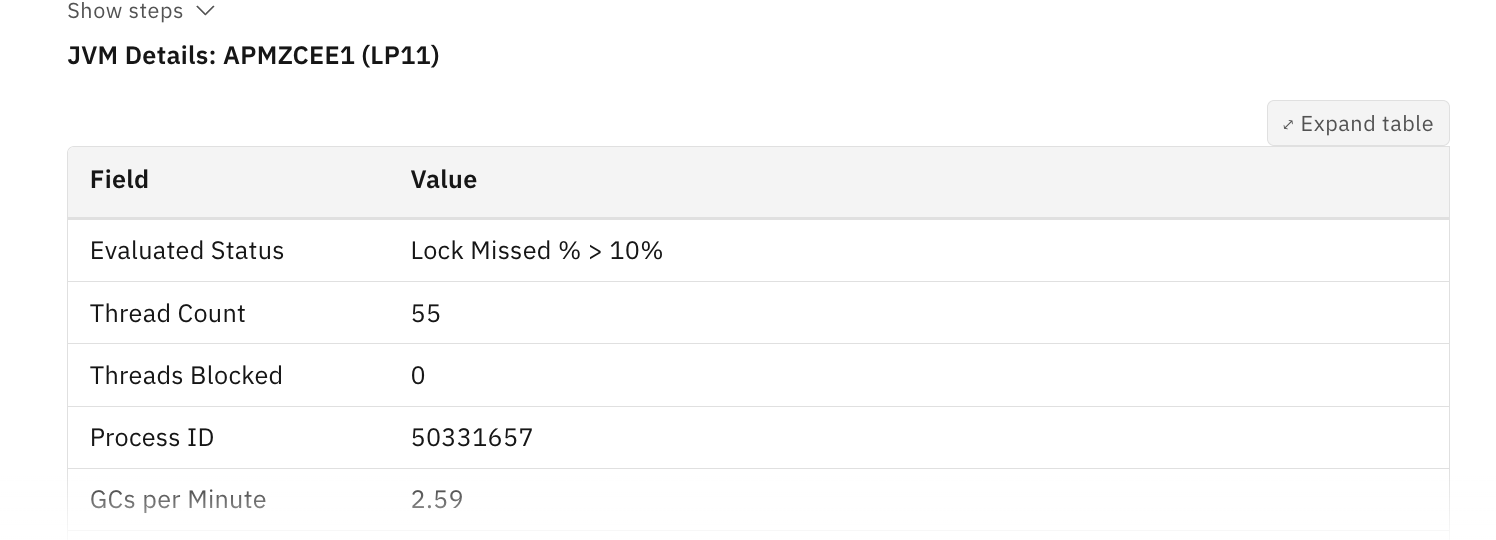 Show steps
JVM Details: APMZCEE1 (LP11)
Expand table
Field Value
Evaluated Status Lock Missed % > 10%
Thread Count 55
Threads Blocked 0
Process ID 50331657
GCs per Minute 2.59